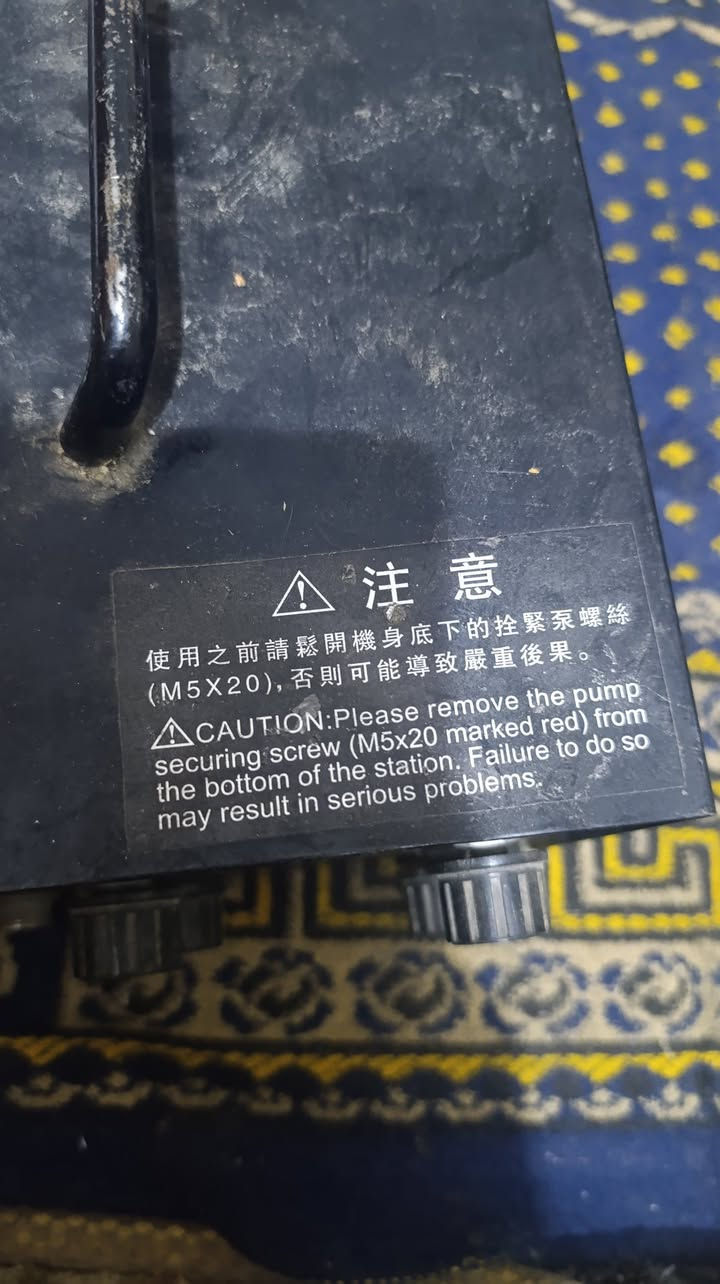 ⚠ 注意
使用之前請鬆開機身底下的拴緊泵螺絲
(M5X20),否則可能導致嚴重後果。
⚠CAUTION:Please remove the pump
securing screw (M5x20 marked red) from
the bottom of the station. Failure to do so
may result in serious problems.